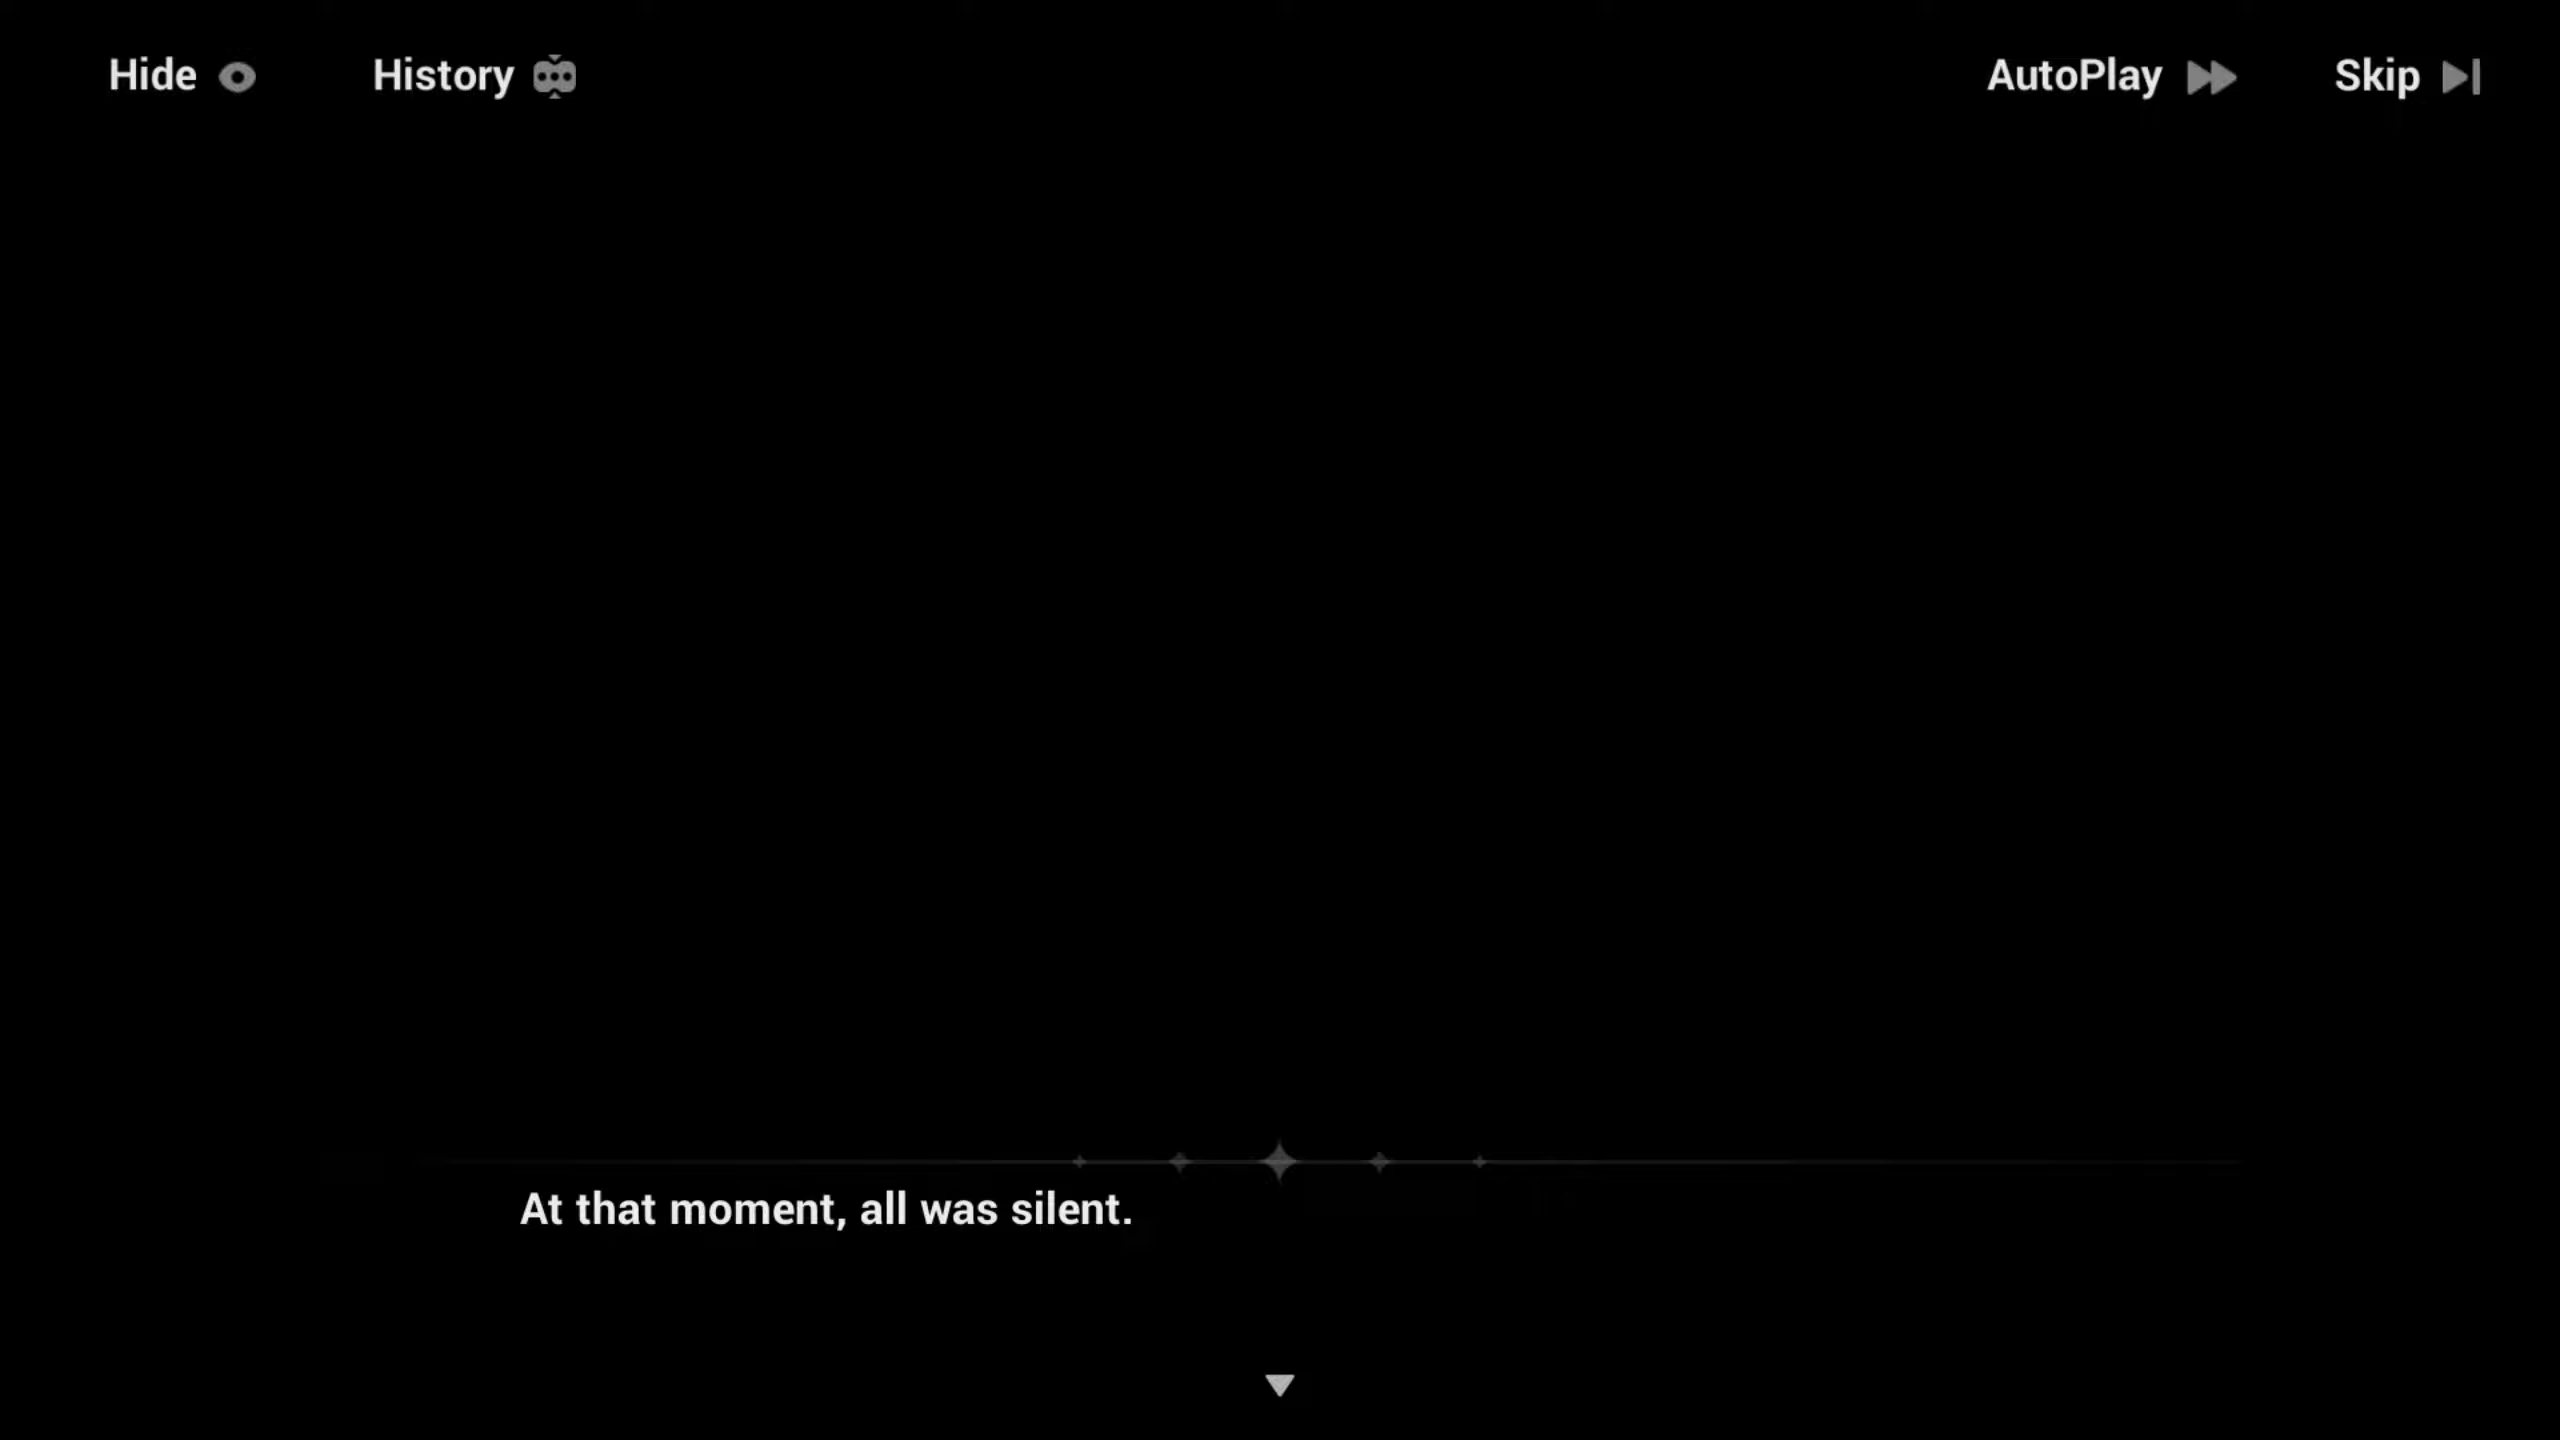 Hide
History
AutoPlay
Skip
At that moment, all was silent.